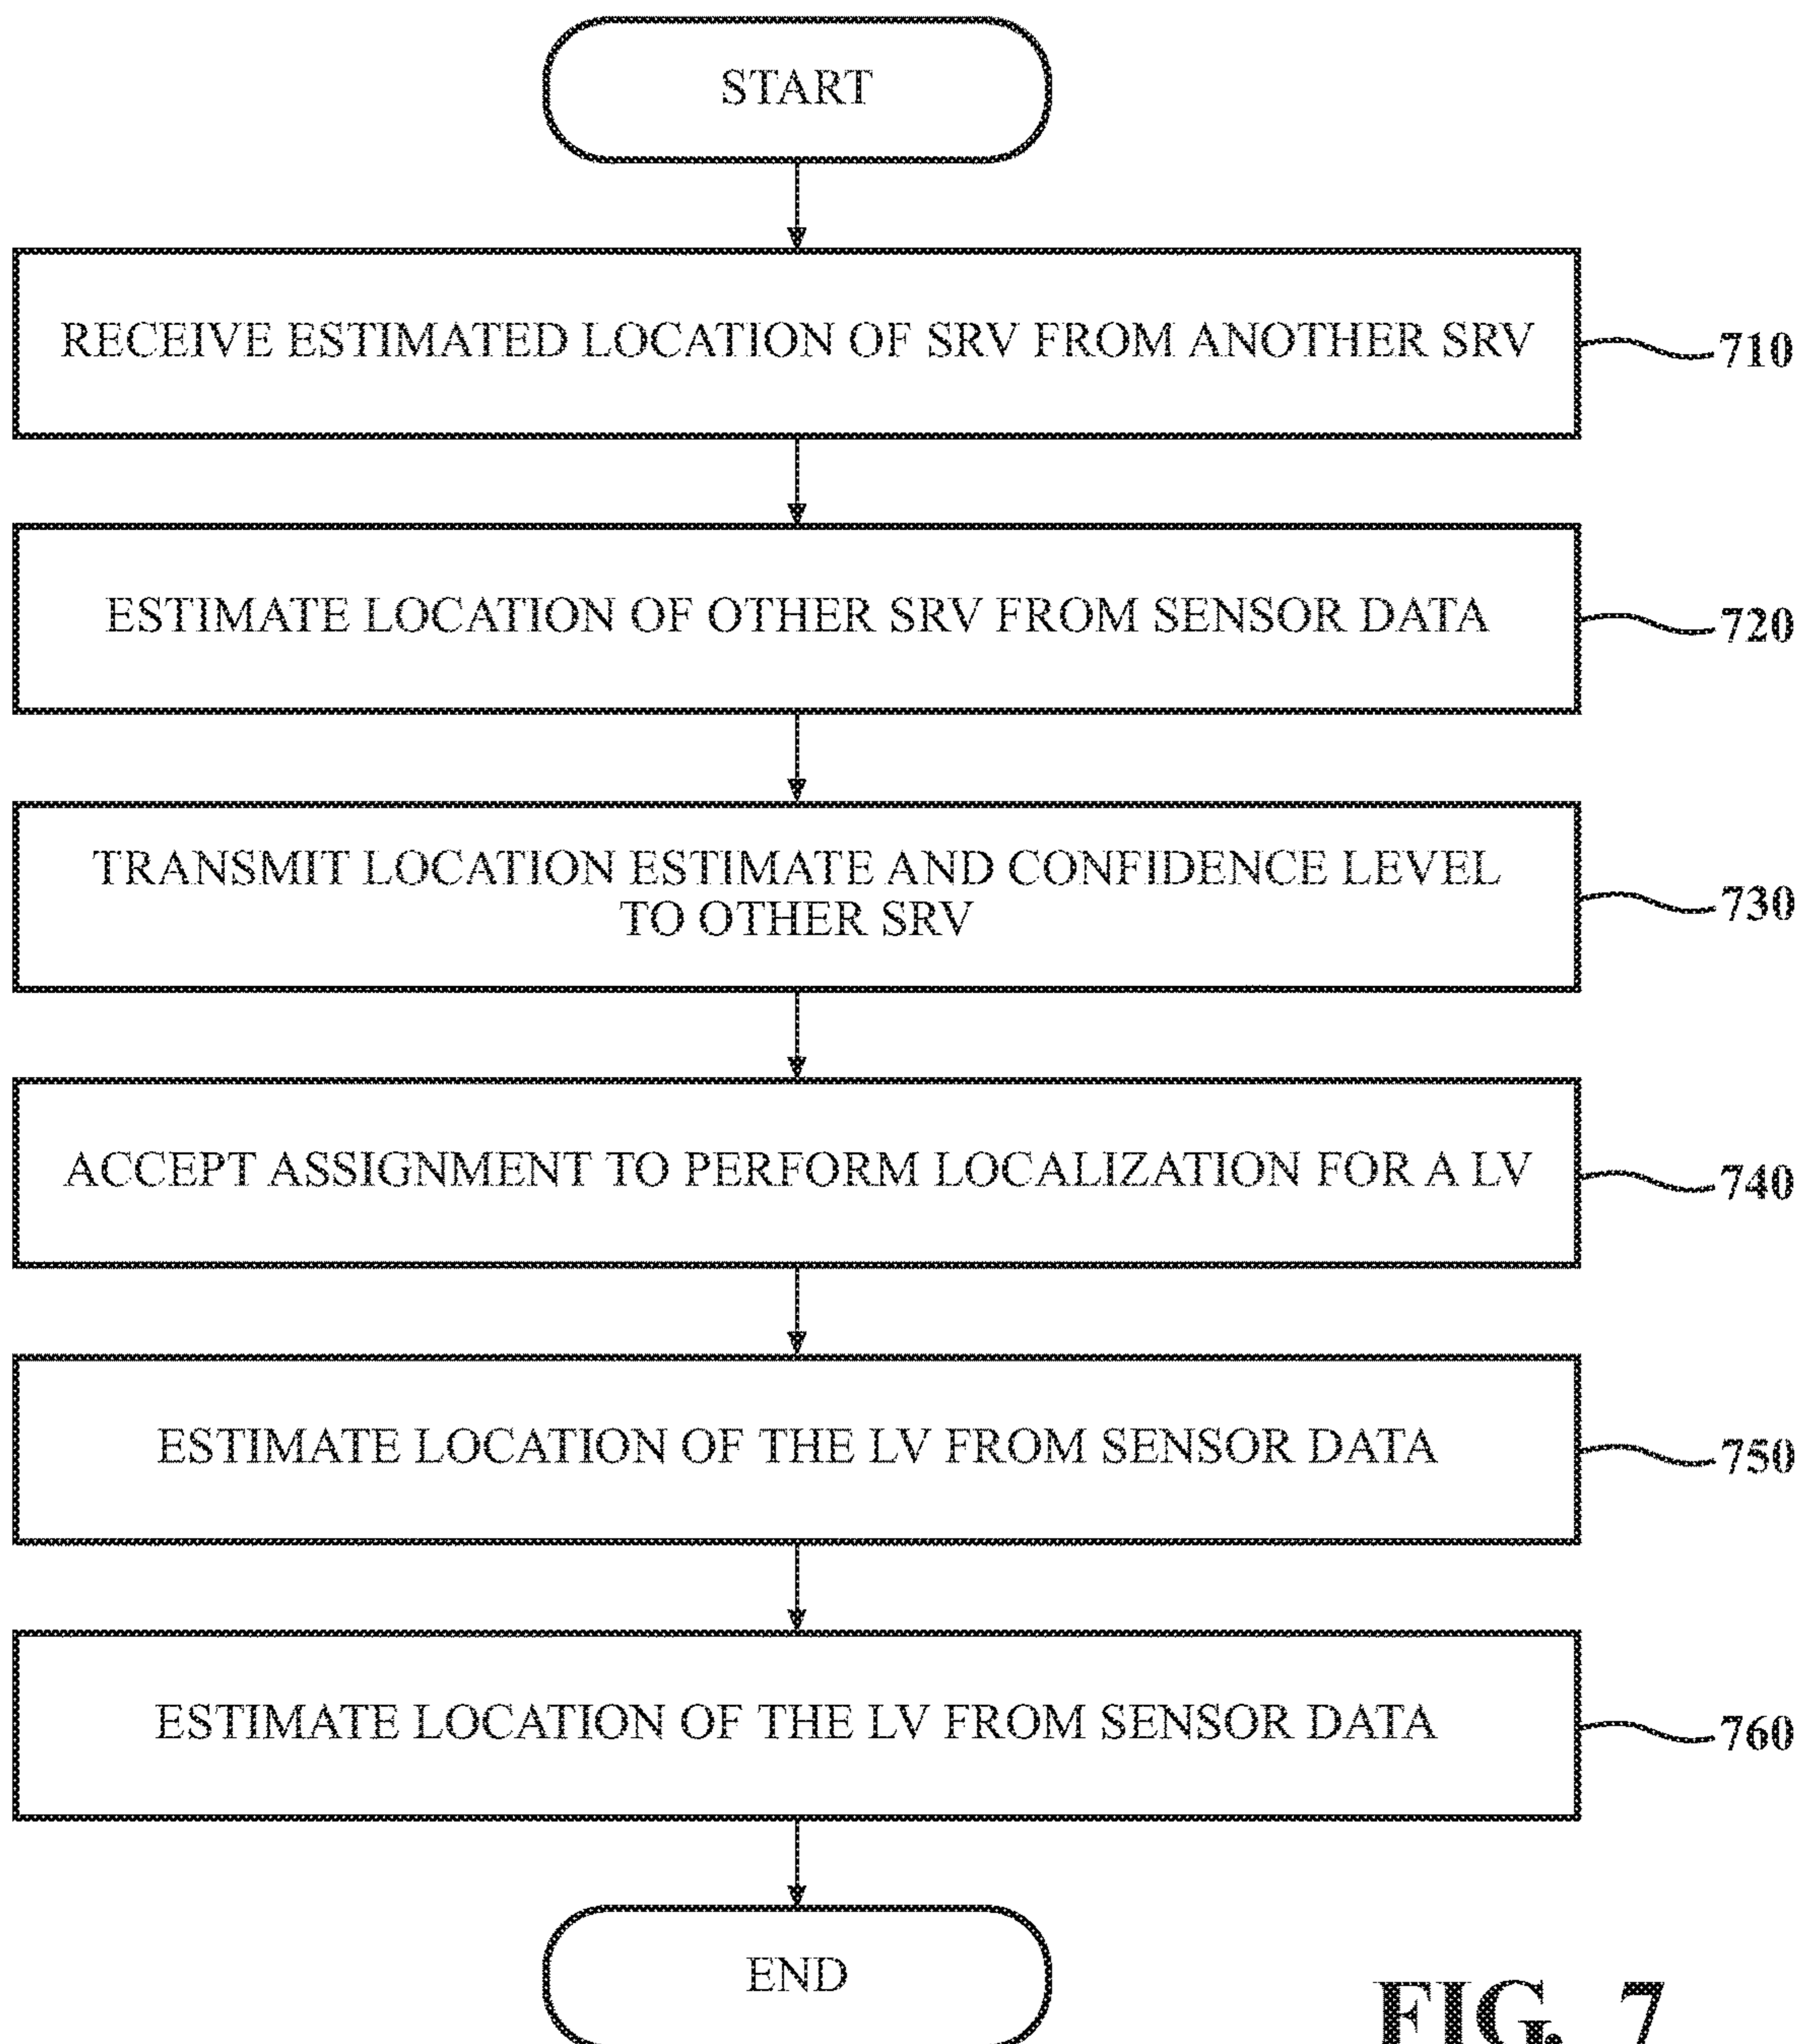 START
RECEIVE ESTIMATED LOCATION OF SRV FROM ANOTHER SRV
710
ESTIMATE LOCATION OF OTHER SRV FROM SENSOR DATA
720
TRANSMIT LOCATION ESTIMATE AND CONFIDENCE LEVEL
TO OTHER SRV
730
ACCEPT ASSIGNMENT TO PERFORM LOCALIZATION FOR A LV
740
ESTIMATE LOCATION OF THE LV FROM SENSOR DATA
750
ESTIMATE LOCATION OF THE LV FROM SENSOR DATA
760
END
FIG. 7